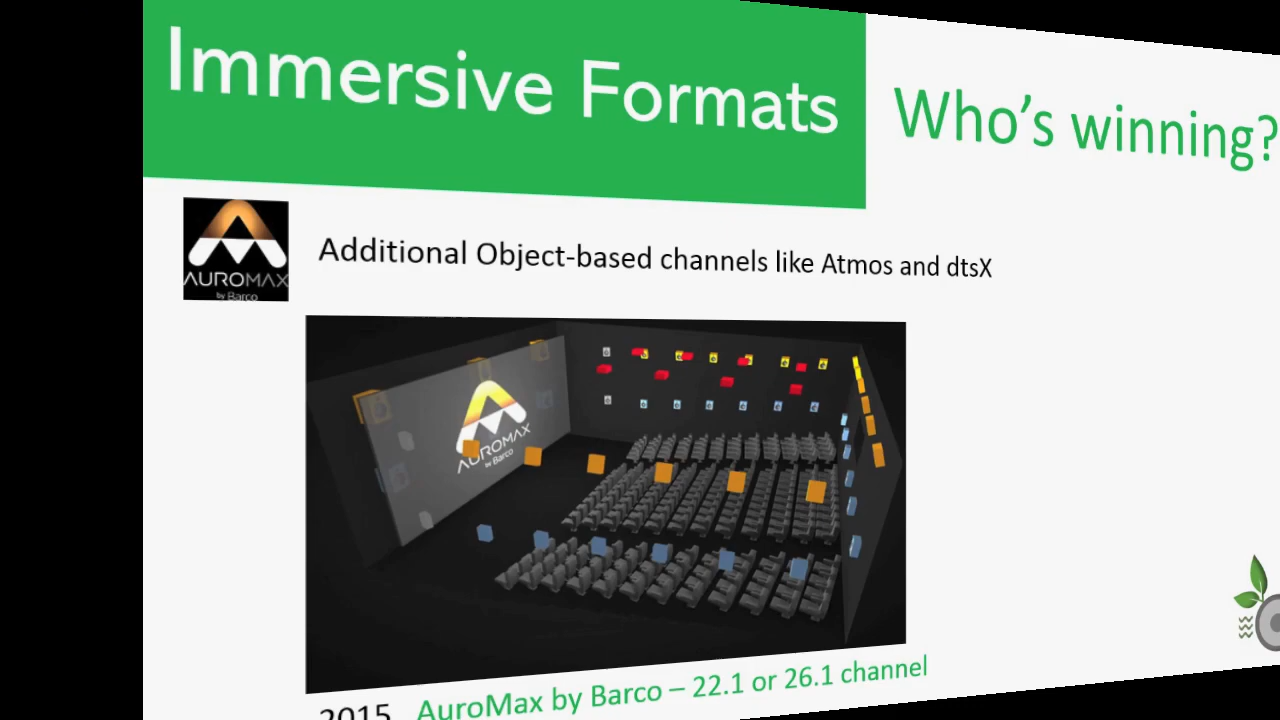 Immersive Formats
Who's winning?
AUROMAX
by Barco
Additional Object-based channels like Atmos and dtsX
AUROMAX
by Barco
2015 AuroMax by Barco – 22.1 or 26.1 channel